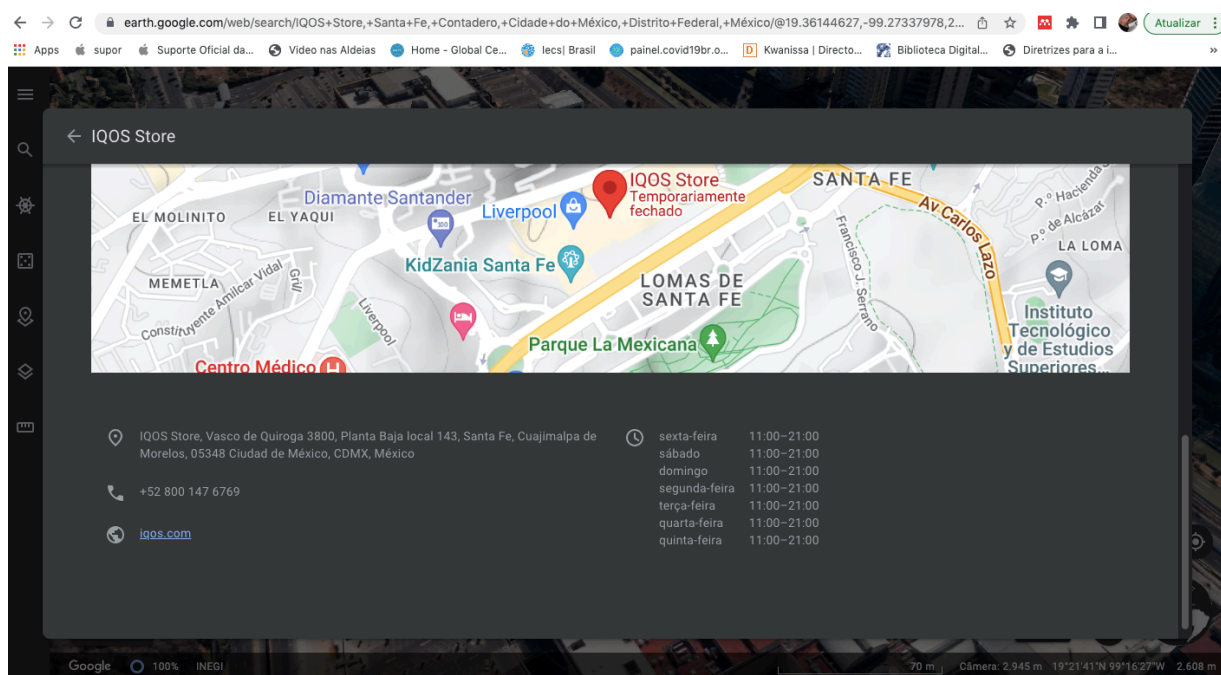 earth.google.com/web/search/IQOS+Store,+Santa+Fe,+Contadero,+Cidade+do+México,+Distrito+Federal,+México/@19.36144627,-99.27337978,2...
Atualizar
Apps
supor
Suporte Oficial da...
Video nas Aldeias
Home - Global Ce...
lecs| Brasil
painel.covid19br.o...
Kwanissa | Directo...
Biblioteca Digital...
Diretrizes para a i...
»
IQOS Store
IQOS Store
Temporariamente
fechado
SANTA FE
P.º Hacienda
Diamante Santander
Liverpool
EL MOLINITO
EL YAQUI
Av Carlos Lazo
P.º de Alcázar
LA LOMA
KidZania Santa Fe
Francisco J. Serrano
MEMETLA
Constituyente Amilcar Vidal
Grij
Liverpool
LOMAS DE
SANTA FE
Instituto
Tecnológico
y de Estudios
Superiores...
Parque La Mexicana
Centro Médico
IQOS Store, Vasco de Quiroga 3800, Planta Baja local 143, Santa Fe, Cuajimalpa de
Morelos, 05348 Ciudad de México, CDMX, México
+52 800 147 6769
iqos.com
sexta-feira 11:00–21:00
sábado 11:00–21:00
domingo 11:00–21:00
segunda-feira 11:00–21:00
terça-feira 11:00–21:00
quarta-feira 11:00–21:00
quinta-feira 11:00–21:00
Google 100% INEGI 70 m Câmera: 2.945 m 19°21'41"N 99°16'27"W 2.608 m